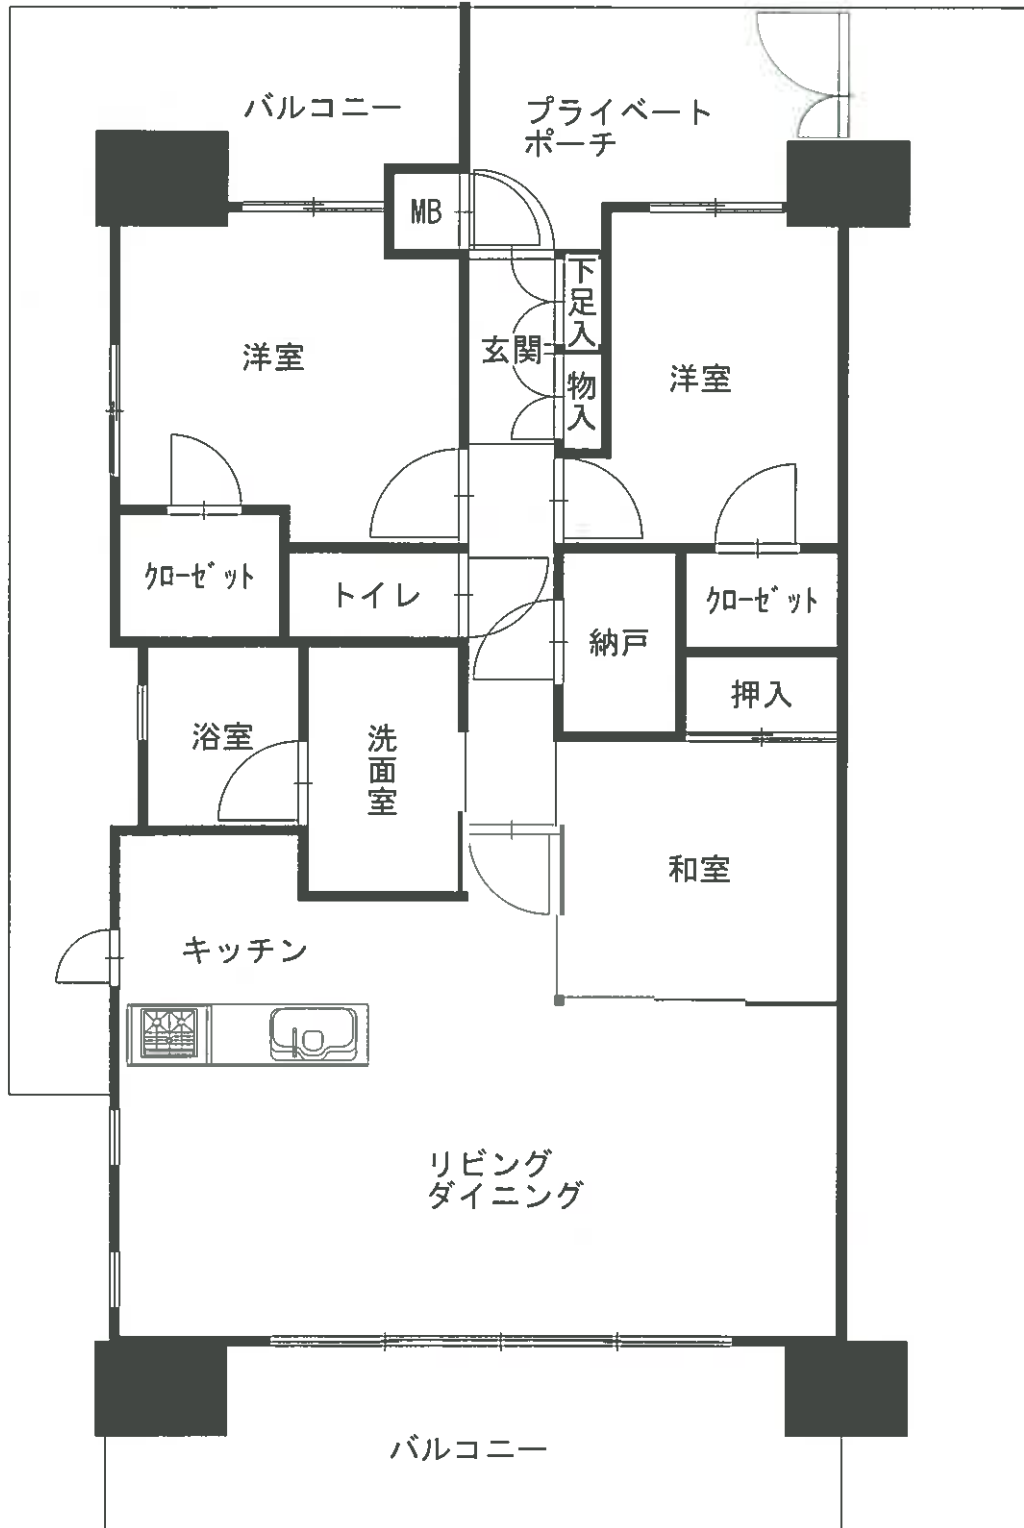 バルコニー
プライベート
ポーチ
MB
下足入
玄関
洋室
洋室
物入
クローゼット
トイレ
クローゼット
納戸
押入
浴室
洗面室
和室
キッチン
リビング
ダイニング
バルコニー